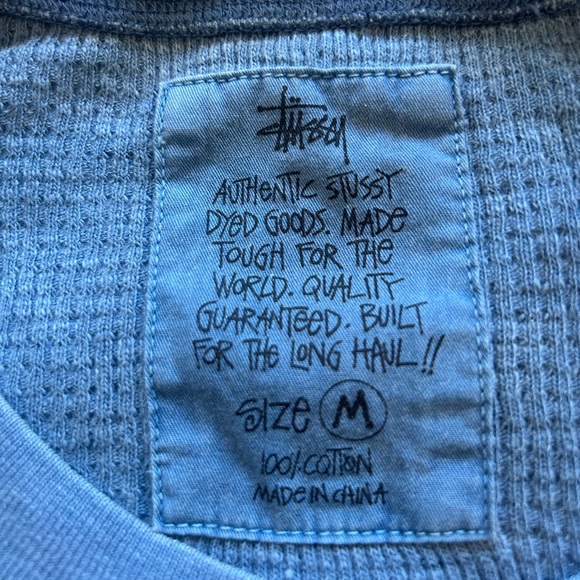 Stüssy
AUTHENTIC STUSSY
DYED GOODS. MADE
TOUGH FOR THE
WORLD. QUALITY
GUARANTEED. BUILT
FOR THE LONG HAUL!!
SIZE M
100% COTTON
MADE IN CHINA